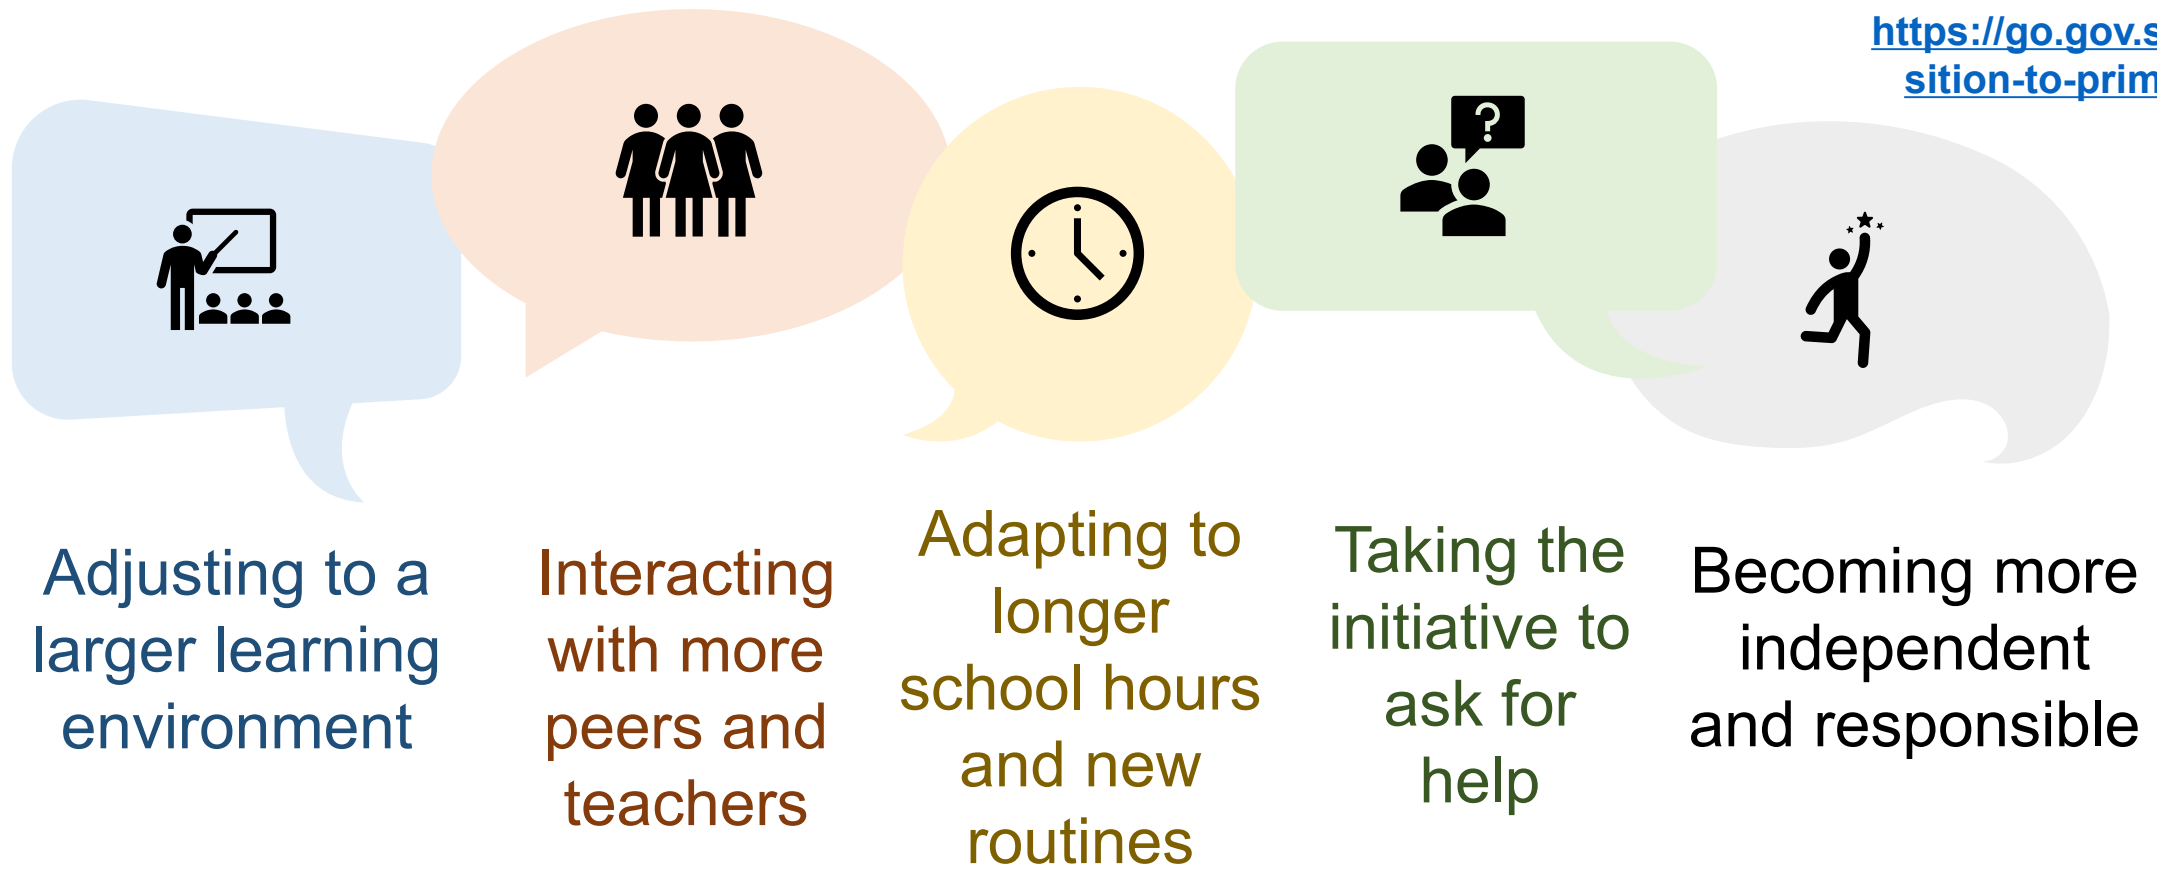 https://go.gov.s
sition-to-prim
?
Adjusting to a
larger learning
environment
Interacting
with more
peers and
teachers
Adapting to
longer
school hours
and new
routines
Taking the
initiative to
ask for
help
Becoming more
independent
and responsible